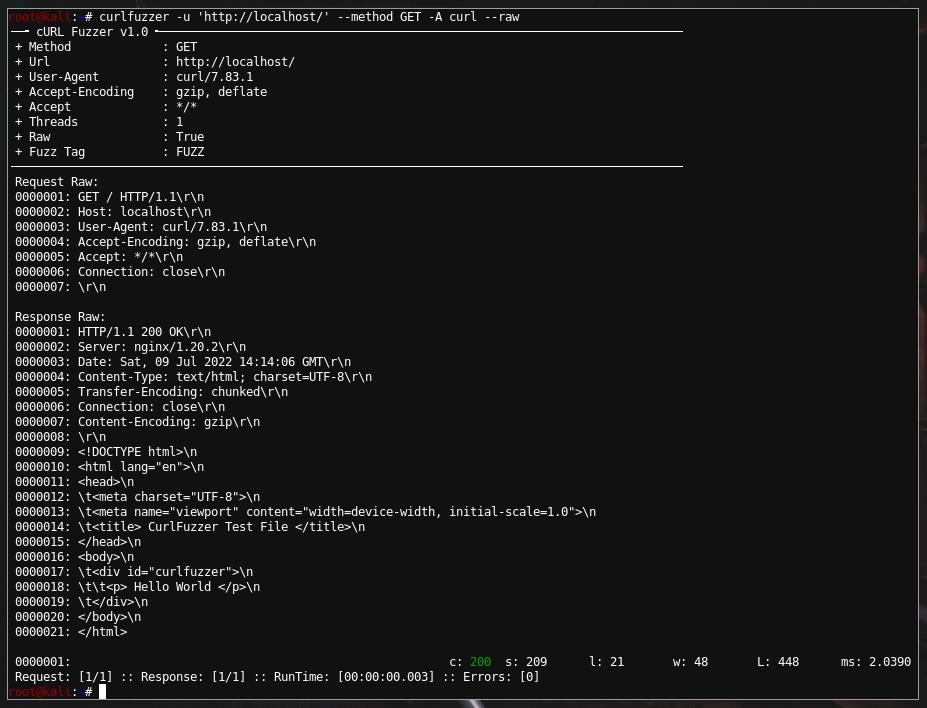 root@kali:~# curlfuzzer -u 'http://localhost/' --method GET -A curl --raw
cURL Fuzzer v1.0
+ Method : GET
+ Url : http://localhost/
+ User-Agent : curl/7.83.1
+ Accept-Encoding : gzip, deflate
+ Accept : */*
+ Threads : 1
+ Raw : True
+ Fuzz Tag : FUZZ
Request Raw:
0000001: GET / HTTP/1.1\r\n
0000002: Host: localhost\r\n
0000003: User-Agent: curl/7.83.1\r\n
0000004: Accept-Encoding: gzip, deflate\r\n
0000005: Accept: */*\r\n
0000006: Connection: close\r\n
0000007: \r\n
Response Raw:
0000001: HTTP/1.1 200 OK\r\n
0000002: Server: nginx/1.20.2\r\n
0000003: Date: Sat, 09 Jul 2022 14:14:06 GMT\r\n
0000004: Content-Type: text/html; charset=UTF-8\r\n
0000005: Transfer-Encoding: chunked\r\n
0000006: Connection: close\r\n
0000007: Content-Encoding: gzip\r\n
0000008: \r\n
0000009: <!DOCTYPE html>\n
0000010: <html lang="en">\n
0000011: <head>\n
0000012: \t<meta charset="UTF-8">\n
0000013: \t<meta name="viewport" content="width=device-width, initial-scale=1.0">\n
0000014: \t<title> CurlFuzzer Test File </title>\n
0000015: </head>\n
0000016: <body>\n
0000017: \t<div id="curlfuzzer">\n
0000018: \t\t<p> Hello World </p>\n
0000019: \t</div>\n
0000020: </body>\n
0000021: </html>
0000001: c: 200 s: 209 l: 21 w: 48 L: 448 ms: 2.0390
Request: [1/1] :: Response: [1/1] :: RunTime: [00:00:00.003] :: Errors: [0]
root@kali:~#